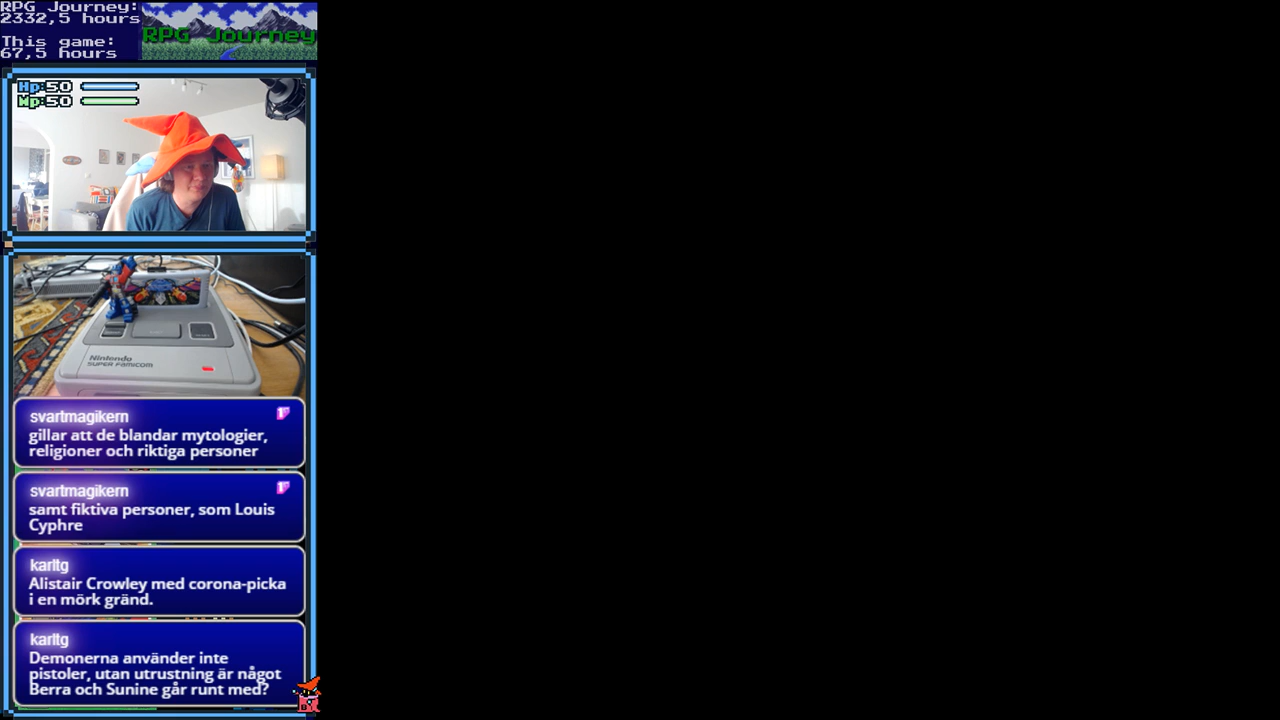 RPG Journey:
2332,5 hours
This game:
67,5 hours
RPG Journey
Hp:50
Mp:50
Nintendo
SUPER FAMICOM
svartmagikern
gillar att de blandar mytologier,
religioner och riktiga personer
svartmagikern
samt fiktiva personer, som Louis
Cyphre
karltg
Alistair Crowley med corona-picka
i en mörk gränd.
karltg
Demonerna använder inte
pistoler, utan utrustning är något
Berra och Sunine går runt med?